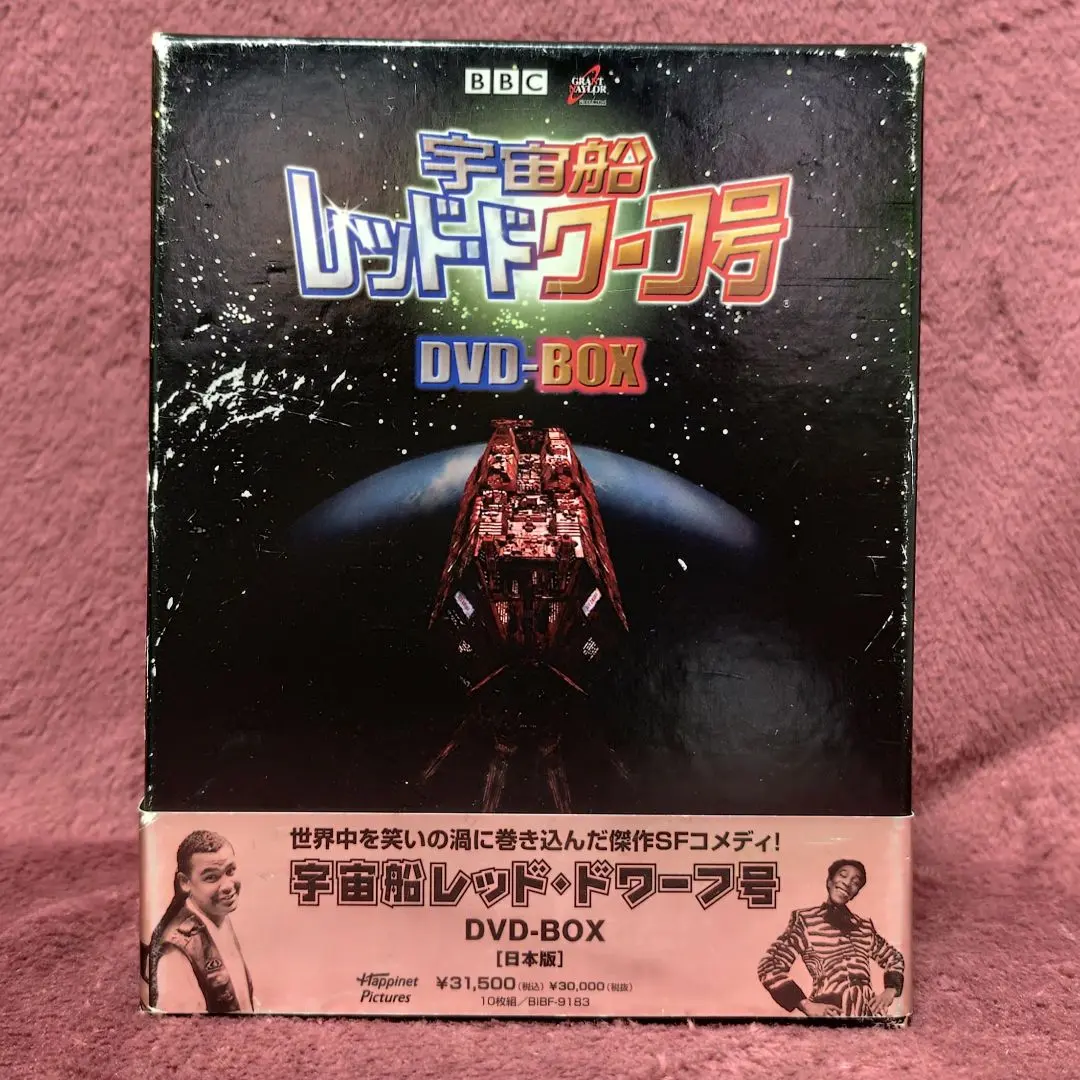 BBC
GRANT NAYLOR
PRODUCTIONS
宇宙船
レッド・ドワーフ号
DVD-BOX
世界中を笑いの渦に巻き込んだ傑作SFコメディ!
宇宙船レッド・ドワーフ号
DVD-BOX
[日本版]
Happinet Pictures
¥31,500(税込) ¥30,000(税抜)
10枚組/BIBF-9183